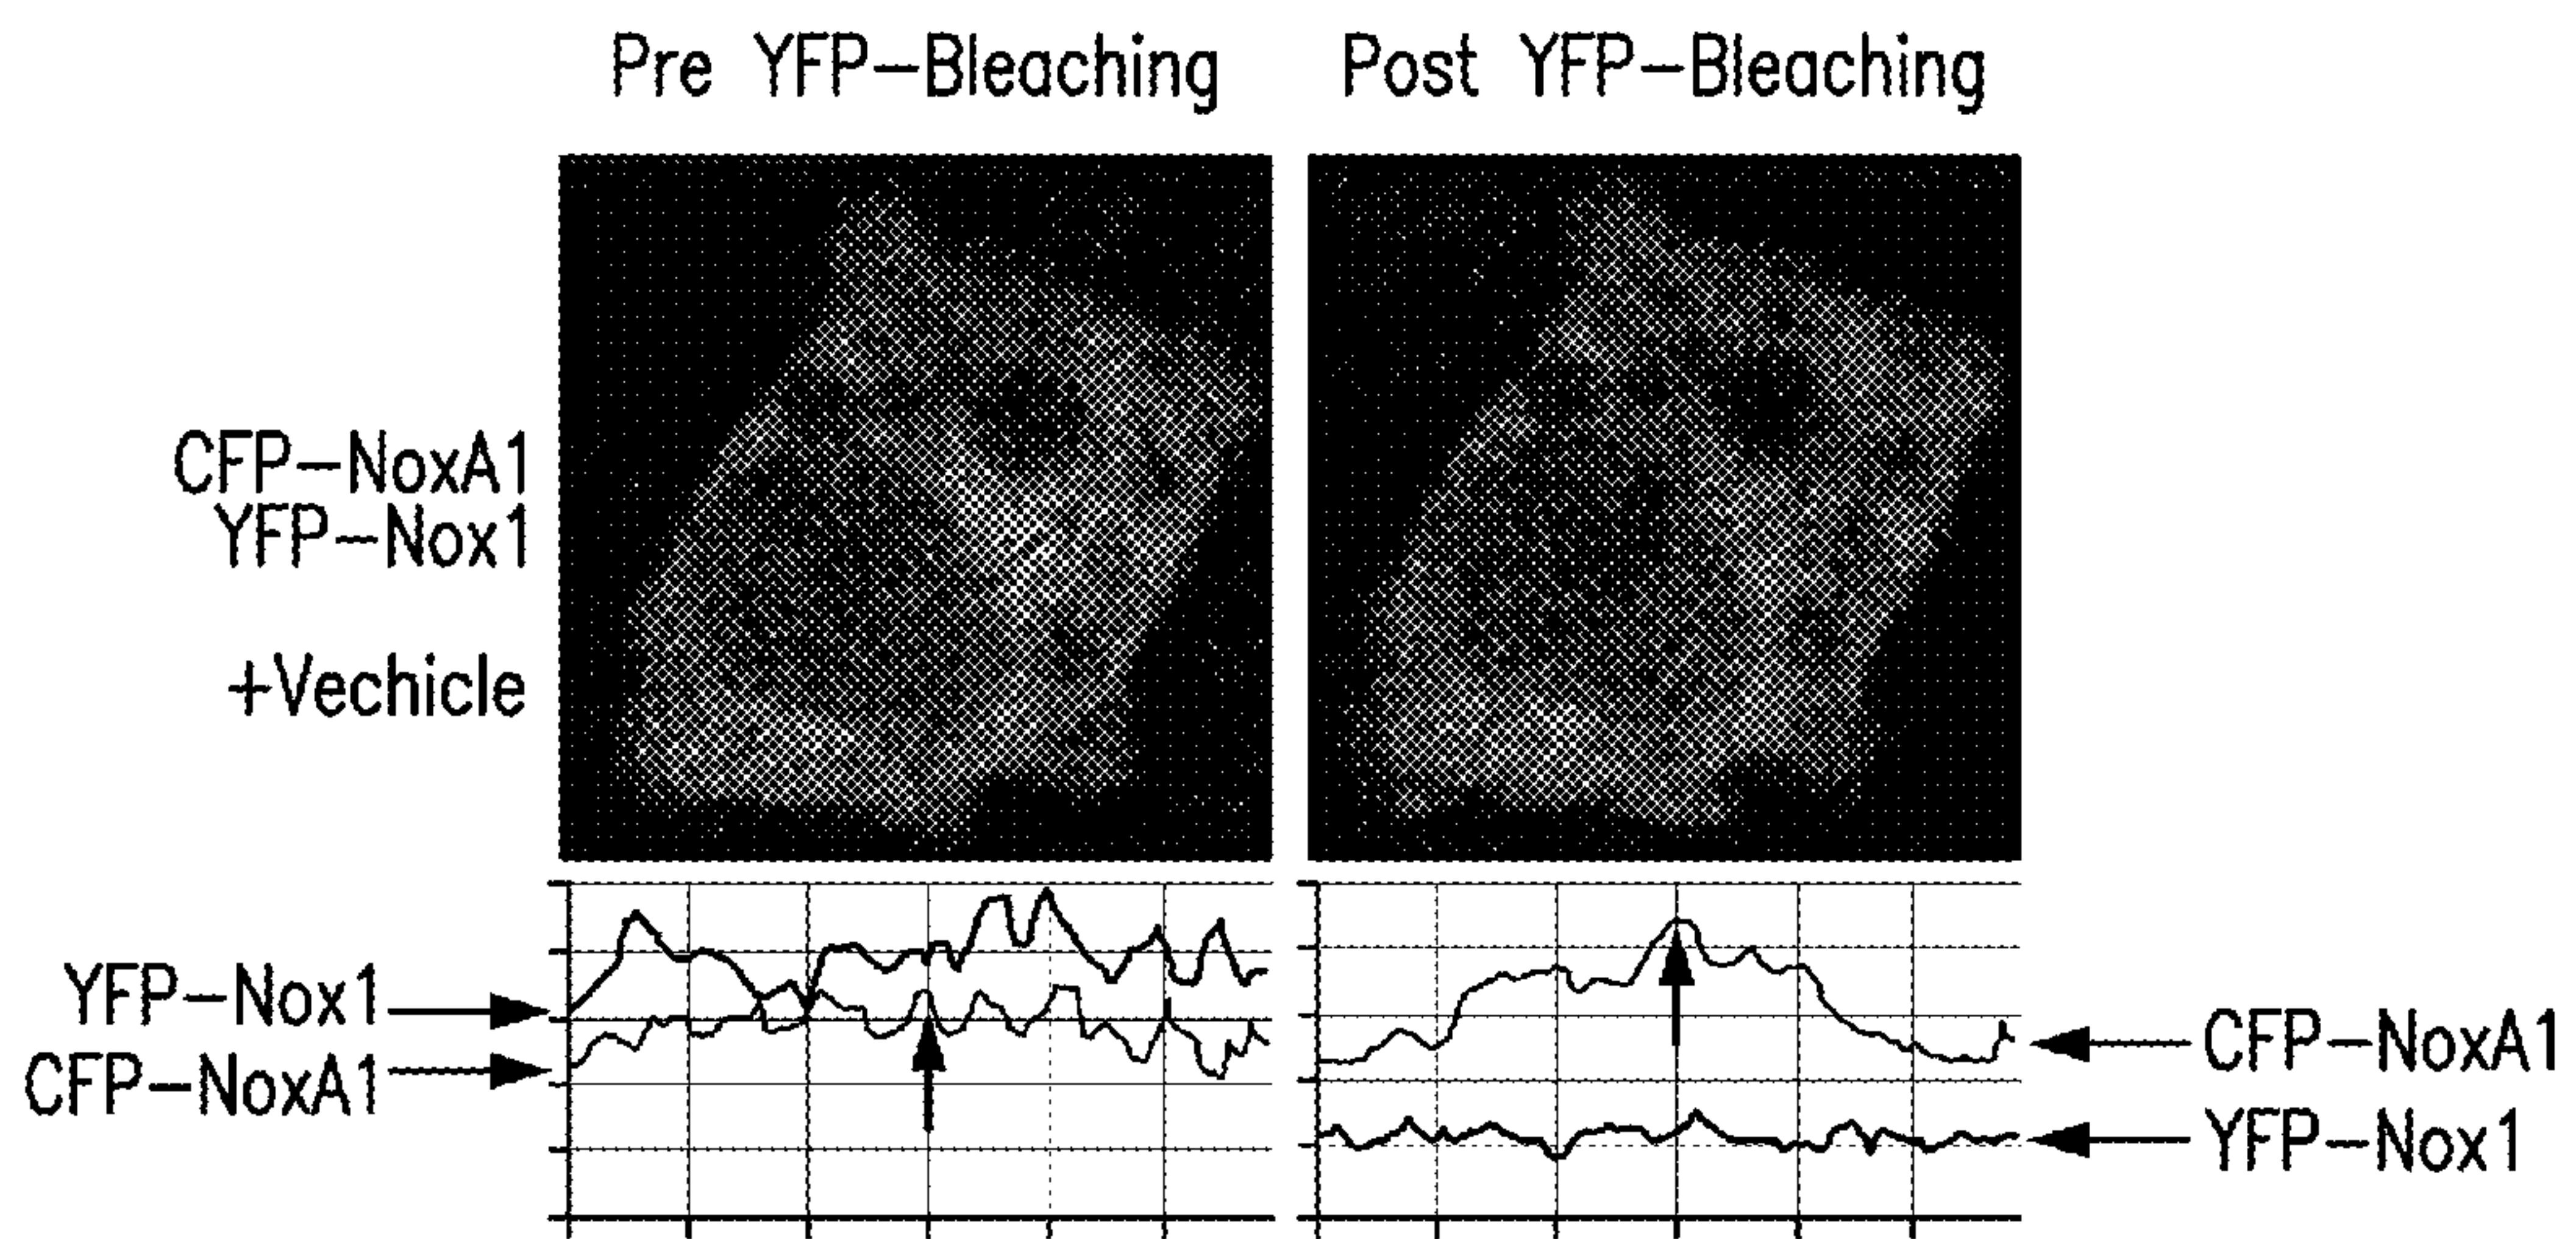 Pre YFP-Bleaching
Post YFP-Bleaching
CFP-NoxA1
YFP-Nox1
+Vechicle
YFP-Nox1
CFP-NoxA1
CFP-NoxA1
YFP-Nox1